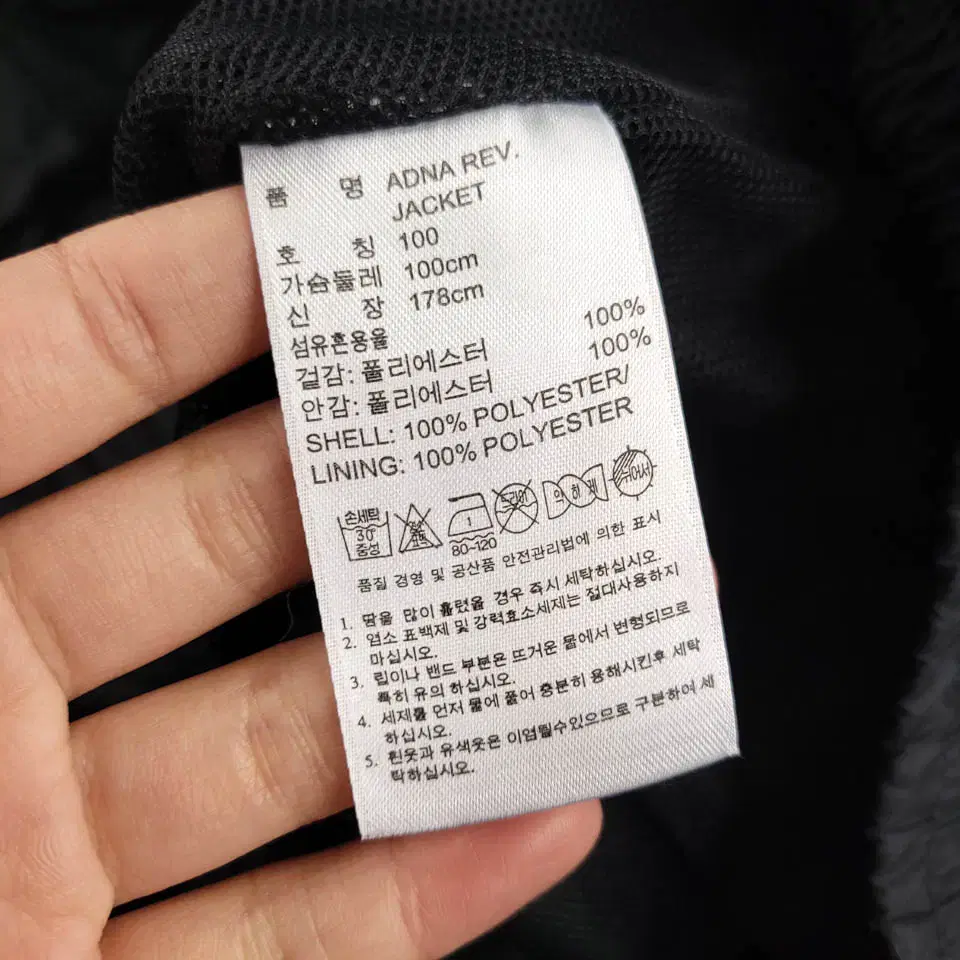 품 명 ADNA REV.
JACKET
호 칭 100
가슴둘레 100cm
신 장 178cm
섬유혼용율
겉감: 폴리에스터 100%
안감: 폴리에스터 100%
SHELL: 100% POLYESTER/
LINING: 100% POLYESTER
손세탁 드라이 약하게 뉘어서
30° 1
중성 80~120
품질 경영 및 공산품 안전관리법에 의한 표시
1. 땀을 많이 흘렸을 경우 즉시 세탁하십시오.
2. 염소 표백제 및 강력효소세제는 절대사용하지
마십시오.
3. 립이나 밴드 부분은 뜨거운 물에서 변형되므로
특히 유의 하십시오.
4. 세제를 먼저 물에 풀어 충분히 용해시킨후 세탁
하십시오.
5. 흰옷과 유색옷은 이염될수있으므로 구분하여 세
탁하십시오.